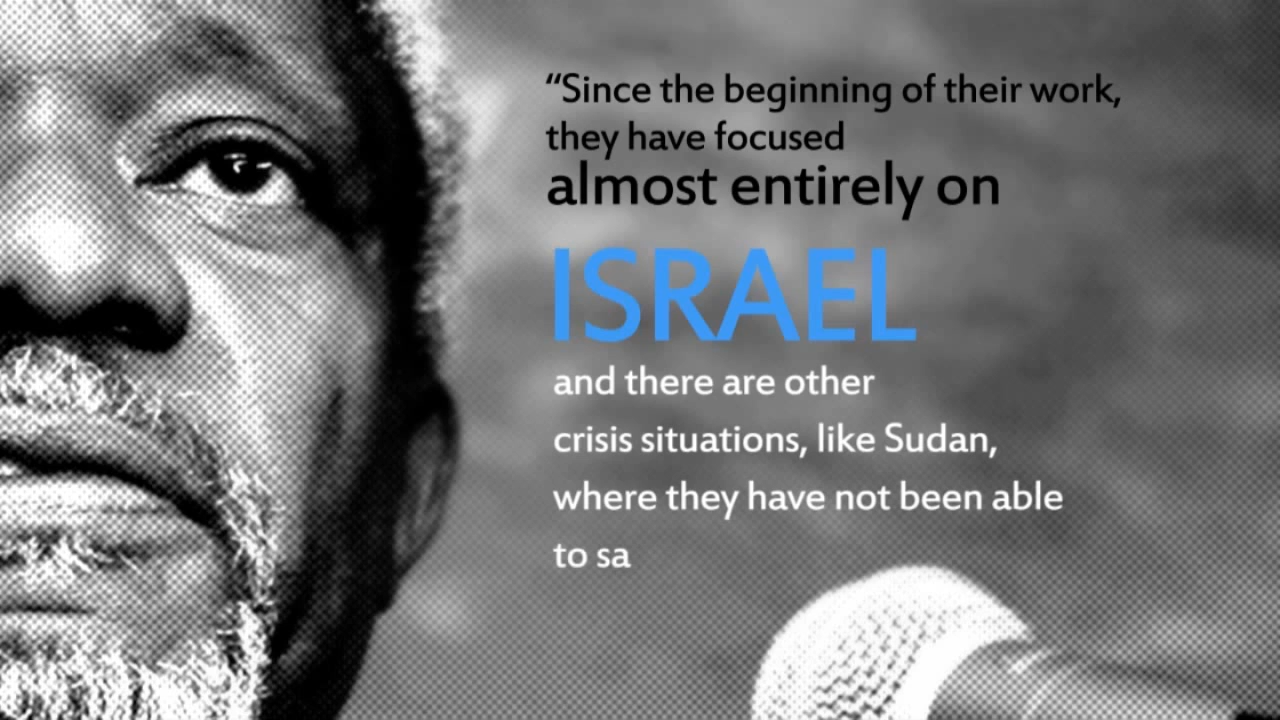 “Since the beginning of their work,
they have focused
almost entirely on
ISRAEL
and there are other
crisis situations, like Sudan,
where they have not been able
to sa